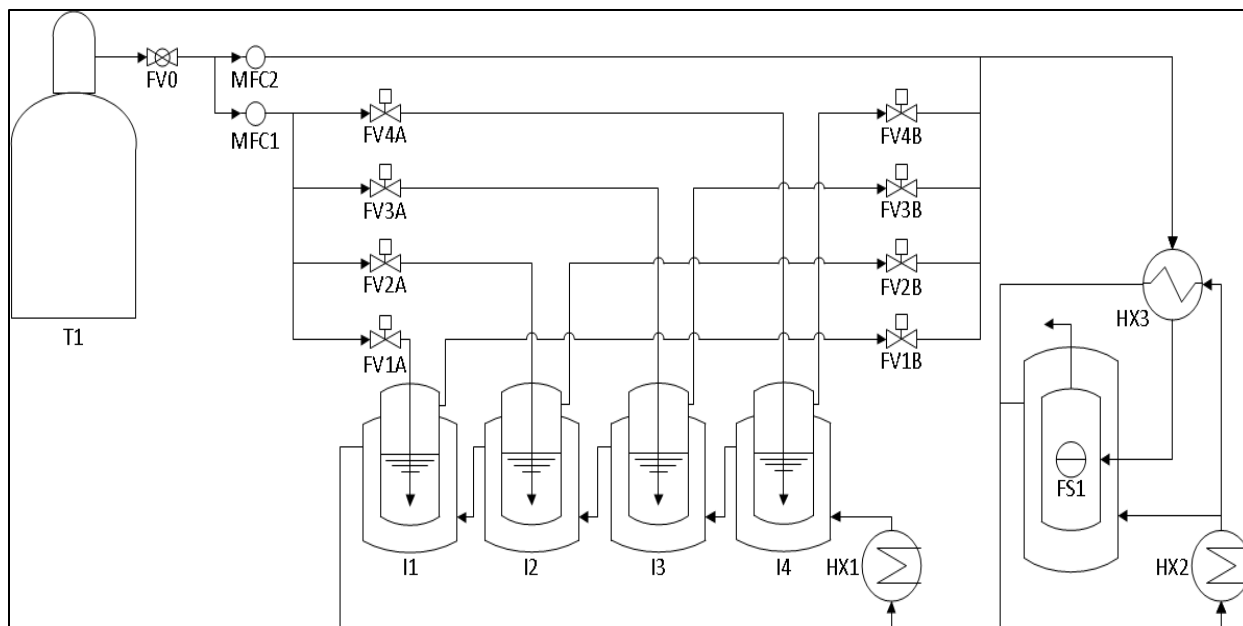 FV0
MFC2
MFC1
FV4A
FV4B
FV3A
FV3B
FV2A
FV2B
HX3
T1
FV1A
FV1B
FS1
I1
I2
I3
I4
HX1
HX2